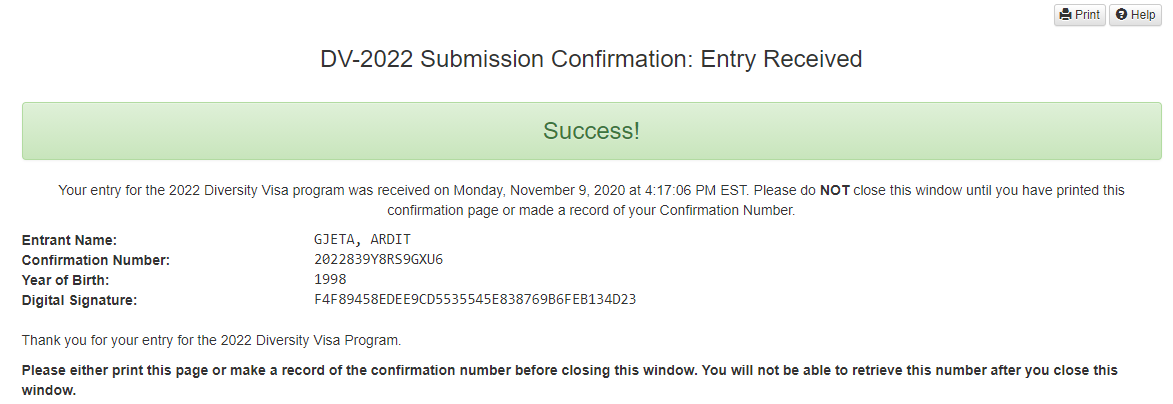 Print Help
DV-2022 Submission Confirmation: Entry Received
Success!
Your entry for the 2022 Diversity Visa program was received on Monday, November 9, 2020 at 4:17:06 PM EST. Please do NOT close this window until you have printed this
confirmation page or made a record of your Confirmation Number.
Entrant Name: GJETA, ARDIT
Confirmation Number: 2022839Y8RS9GXU6
Year of Birth: 1998
Digital Signature: F4F89458EDEE9CD5535545E838769B6FEB134D23
Thank you for your entry for the 2022 Diversity Visa Program.
Please either print this page or make a record of the confirmation number before closing this window. You will not be able to retrieve this number after you close this
window.